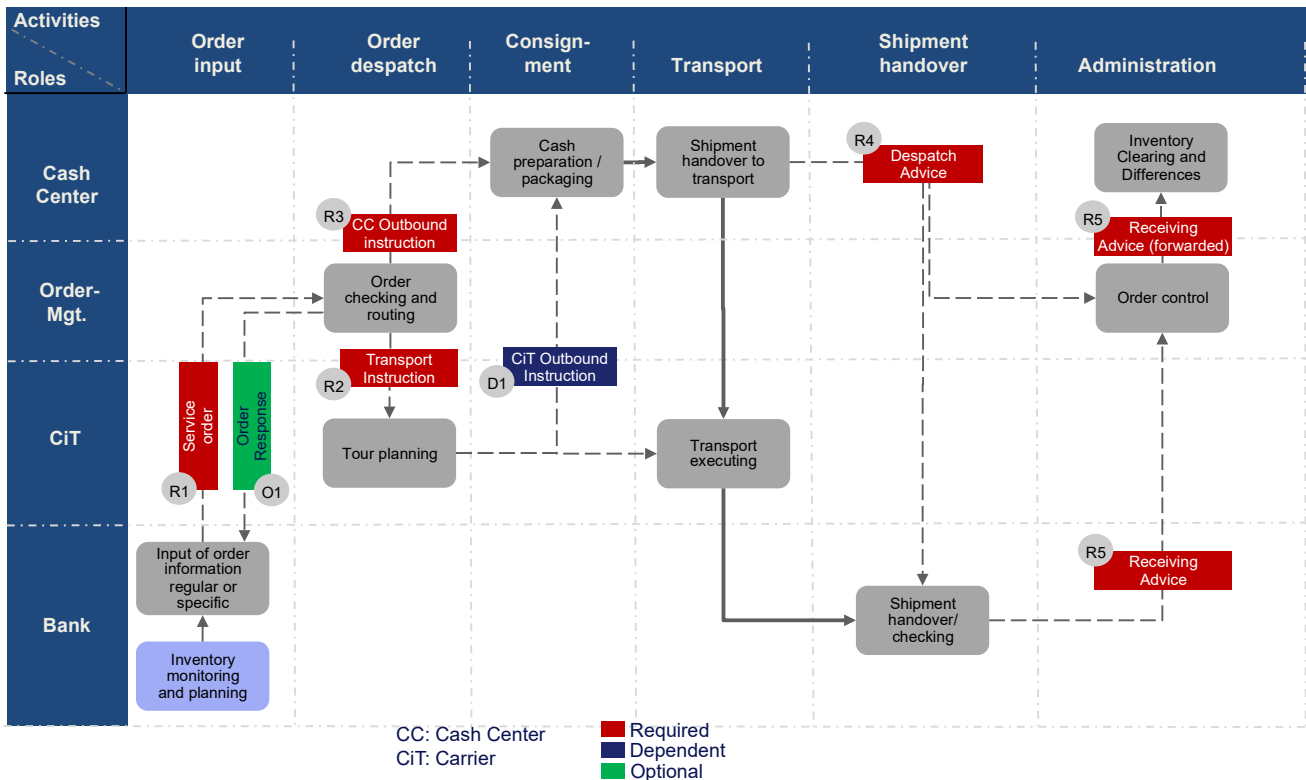 Activities
Roles
Order
input
Order
despatch
Consign-
ment
Transport
Shipment
handover
Administration
Cash
Center
Order-
Mgt.
CiT
Bank
Cash
preparation /
packaging
Shipment
handover to
transport
R4
Despatch
Advice
Inventory
Clearing and
Differences
R3
CC Outbound
instruction
R5
Receiving
Advice (forwarded)
Order
checking and
routing
Order control
Service
order
R1
Order
Response
O1
Transport
Instruction
R2
CiT Outbound
Instruction
D1
Tour planning
Transport
executing
Input of order
information
regular or
specific
Inventory
monitoring
and planning
Shipment
handover/
checking
R5
Receiving
Advice
CC: Cash Center
CiT: Carrier
Required
Dependent
Optional